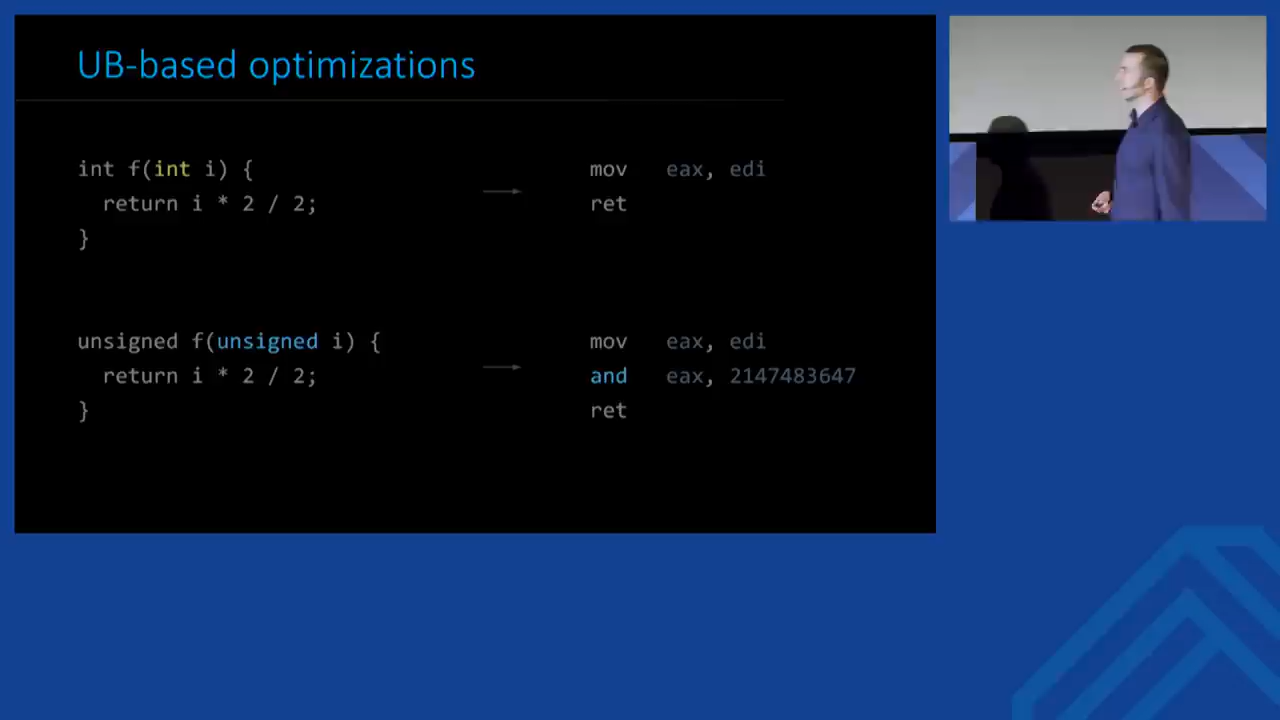 UB-based optimizations
int f(int i) {
return i * 2 / 2;
}
mov eax, edi
ret
unsigned f(unsigned i) {
return i * 2 / 2;
}
mov eax, edi
and eax, 2147483647
ret